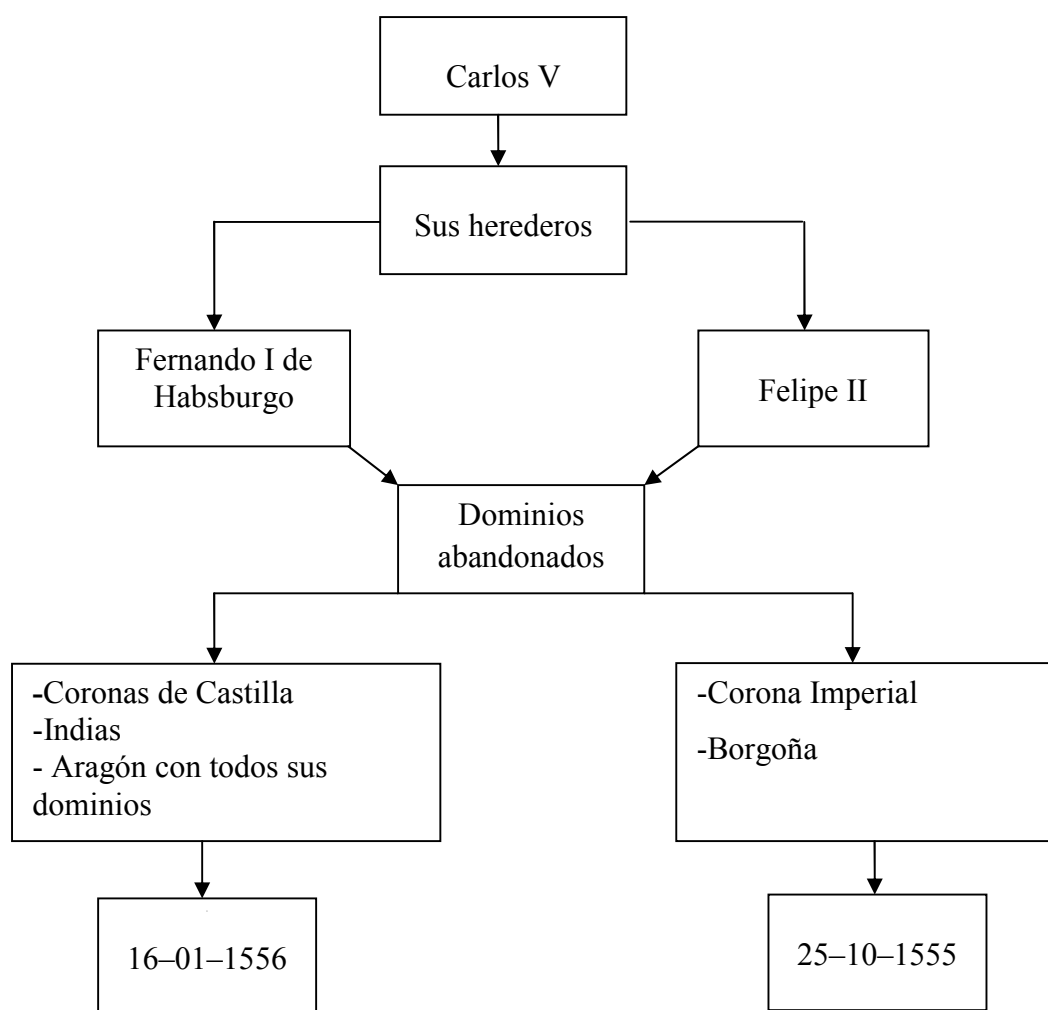 Carlos V
Sus herederos
Fernando I de
Habsburgo
Felipe II
Dominios
abandonados
-Coronas de Castilla
-Indias
- Aragón con todos sus
dominios
-Corona Imperial
-Borgoña
16–01–1556
25–10–1555